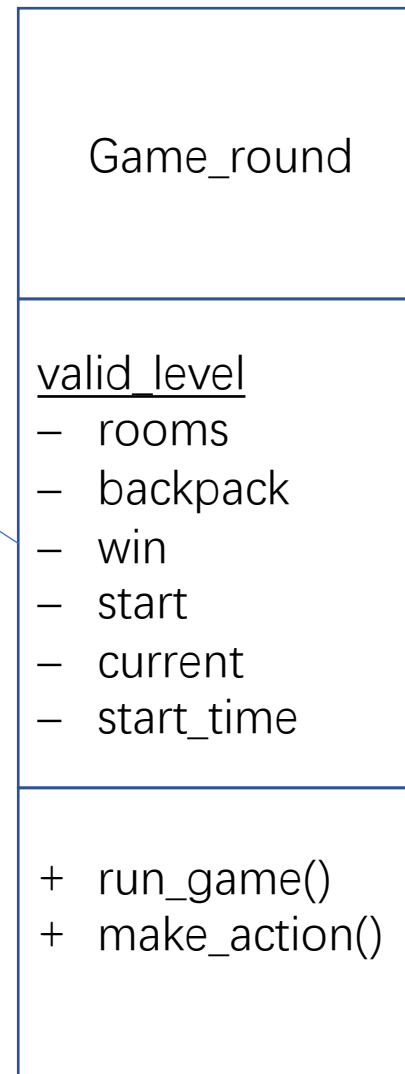 Game_round
valid_level
– rooms
– backpack
– win
– start
– current
– start_time
+ run_game()
+ make_action()